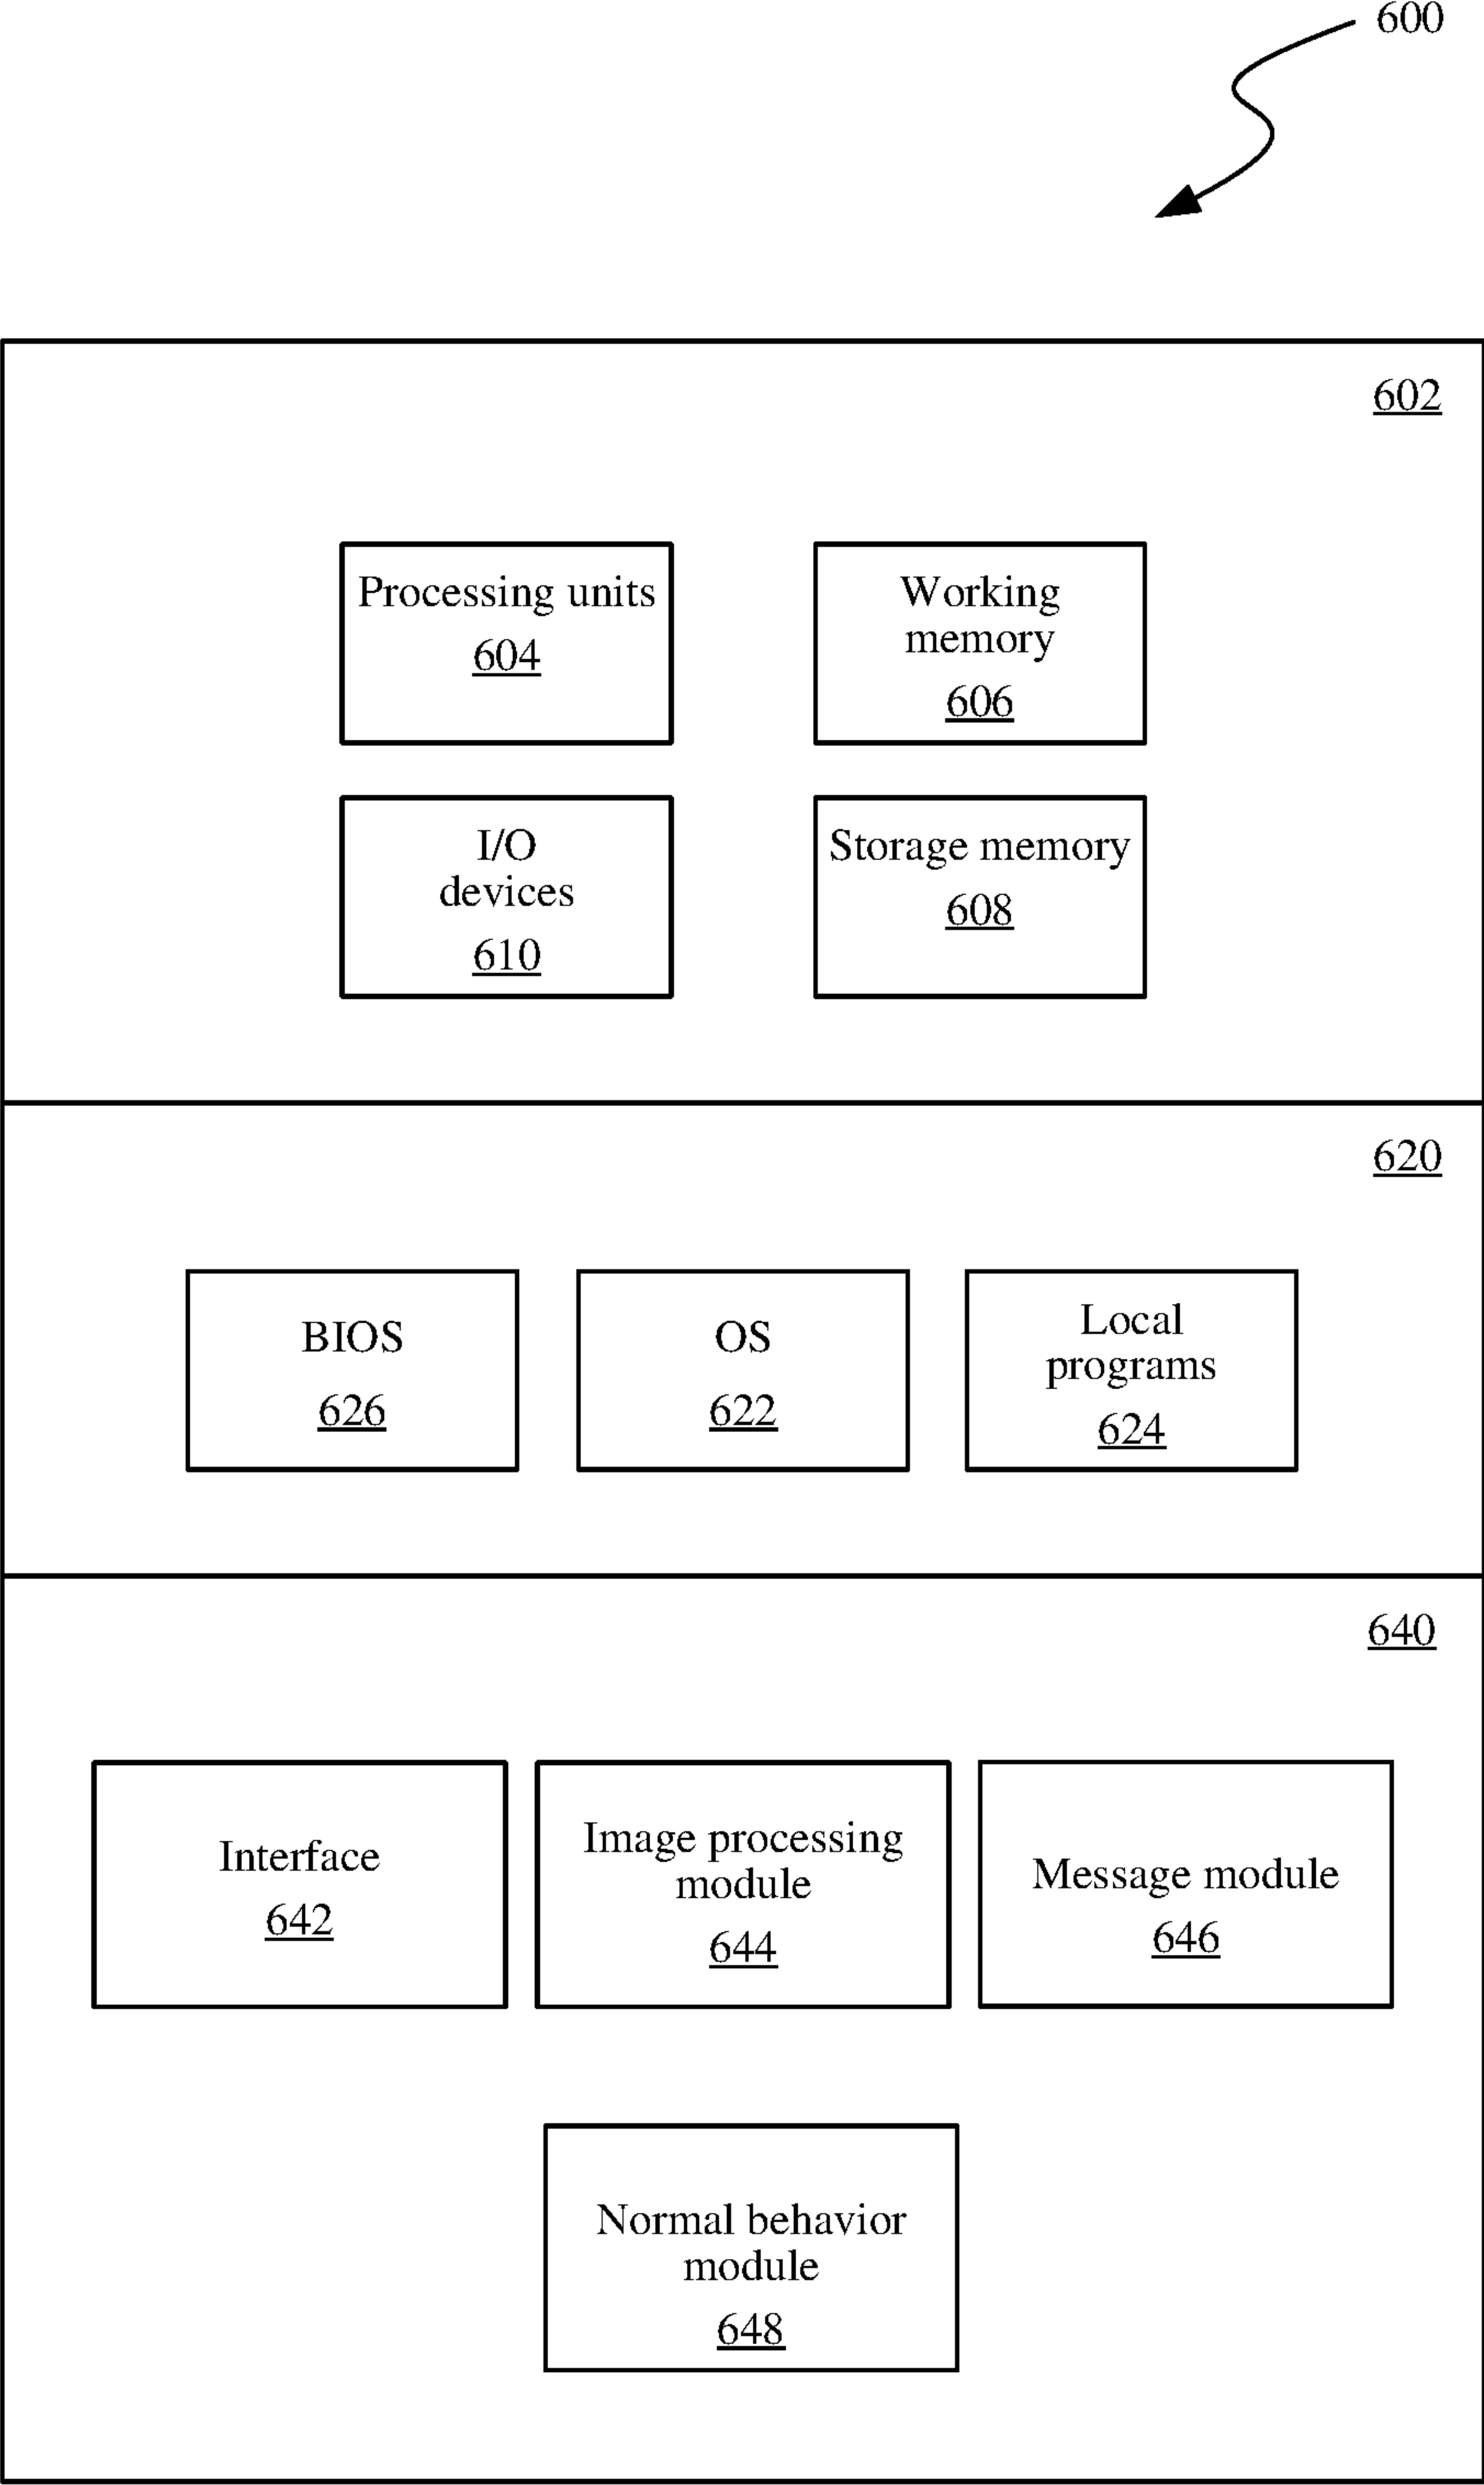 600
602
Processing units
604
Working
memory
606
I/O
devices
610
Storage memory
608
620
BIOS
626
OS
622
Local
programs
624
640
Interface
642
Image processing
module
644
Message module
646
Normal behavior
module
648